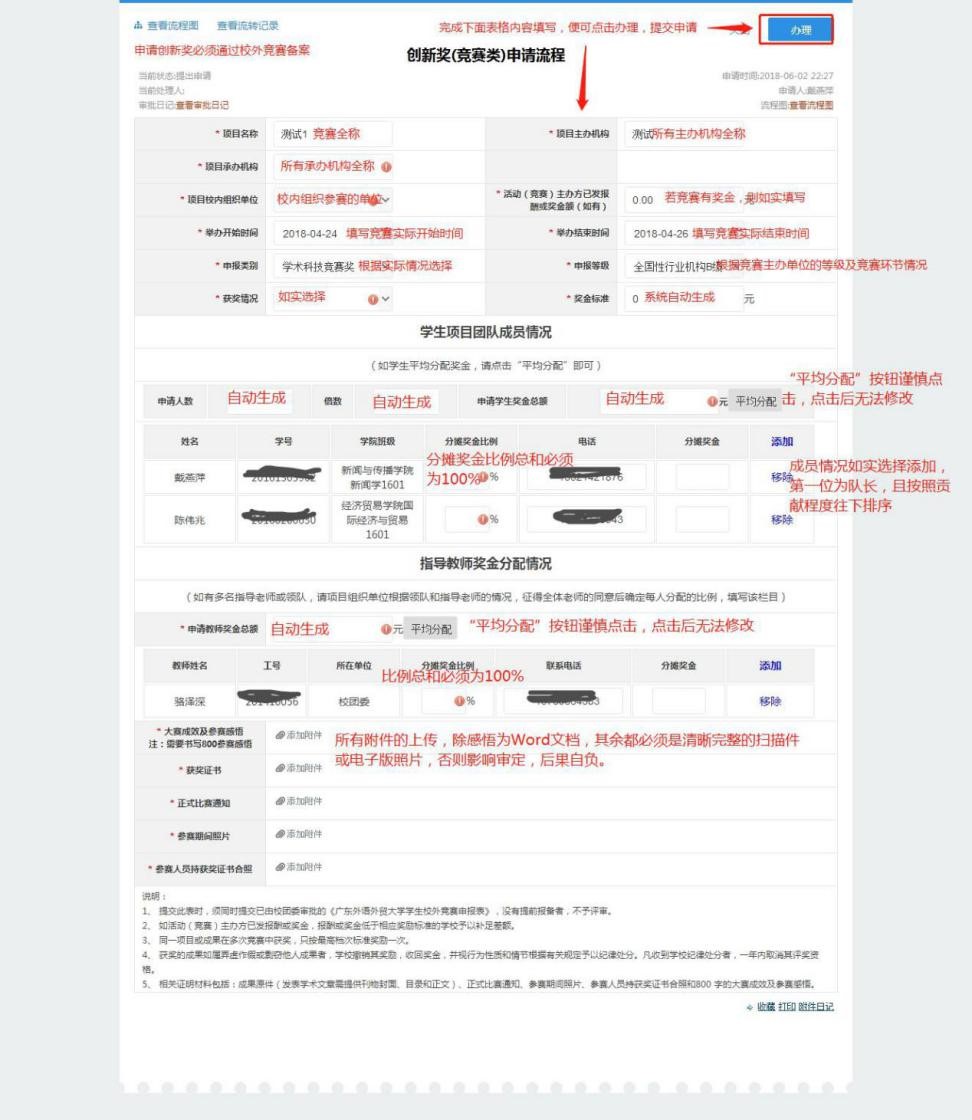 查看流程图 查看流转记录 完成下面表格内容填写，便可点击办理，提交申请 办理
申请创新奖必须通过校外竞赛备案
创新奖(竞赛类)申请流程
当前状态:提出申请 申请时间:2018-06-02 22:27
当前处理人: 申请人:戴燕萍
审批日记:查看审批日记 流程图:查看流程图
* 项目名称 测试1 竞赛全称 * 项目主办机构 测试所有主办机构全称
* 项目承办机构 所有承办机构全称
* 项目校内组织单位 校内组织参赛的单位 * 活动（竞赛）主办方已发报
酬或奖金额（如有） 0.00 若竞赛有奖金，则如实填写
* 举办开始时间 2018-04-24 填写竞赛实际开始时间 * 举办结束时间 2018-04-26 填写竞赛实际结束时间
* 申报类别 学术科技竞赛奖 根据实际情况选择 * 申报等级 全国性行业机构B级 根据竞赛主办单位的等级及竞赛环节情况
* 获奖情况 如实选择 * 奖金标准 0 系统自动生成 元
学生项目团队成员情况
（如学生平均分配奖金，请点击“平均分配”即可）
申请人数 自动生成 倍数 自动生成 申请学生奖金总额 自动生成 元 平均分配
“平均分配”按钮谨慎点
击，点击后无法修改
姓名 学号 学院班级 分摊奖金比例 电话 分摊奖金 添加
分摊奖金比例总和必须
为100%
戴燕萍 新闻与传播学院
新闻学1601 % 移除
成员情况如实选择添加，
第一位为队长，且按照贡
献程度往下排序
陈伟兆 经济贸易学院国
际经济与贸易
1601 % 移除
指导教师奖金分配情况
（如有多名指导老师或领队，请项目组织单位根据领队和指导老师的情况，征得全体老师的同意后确定每人分配的比例，填写该栏目）
* 申请教师奖金总额 自动生成 元 平均分配 “平均分配”按钮谨慎点击，点击后无法修改
教师姓名 工号 所在单位 分摊奖金比例 联系电话 分摊奖金 添加
比例总和必须为100%
骆泽深 校团委 % 移除
* 大赛成效及参赛感悟
注：需要书写800参赛感悟 添加附件
所有附件的上传，除感悟为Word文档，其余都必须是清晰完整的扫描件
或电子版照片，否则影响审定，后果自负。
* 获奖证书 添加附件
* 正式比赛通知 添加附件
* 参赛期间照片 添加附件
* 参赛人员持获奖证书合照 添加附件
说明：
1、 提交此表时，须同时提交已由校团委审批的《广东外语外贸大学学生校外竞赛申报表》，没有提前报备者，不予评审。
2、 如活动（竞赛）主办方已发报酬或奖金，报酬或奖金低于相应奖励标准的学校予以补足差额。
3、 同一项目或成果在多次竞赛中获奖，只按最高档次标准奖励一次。
4、 获奖的成果如属弄虚作假或剽窃他人成果者，学校撤销其奖励，收回奖金，并视行为性质和情节根据有关规定予以纪律处分。凡收到学校纪律处分者，一年内取消其评奖资
格。
5、 相关证明材料包括：成果原件（发表学术文章需提供刊物封面、目录和正文）、正式比赛通知、参赛期间照片、参赛人员持获奖证书合照和800 字的大赛成效及参赛感悟。
收藏 打印 附件日记